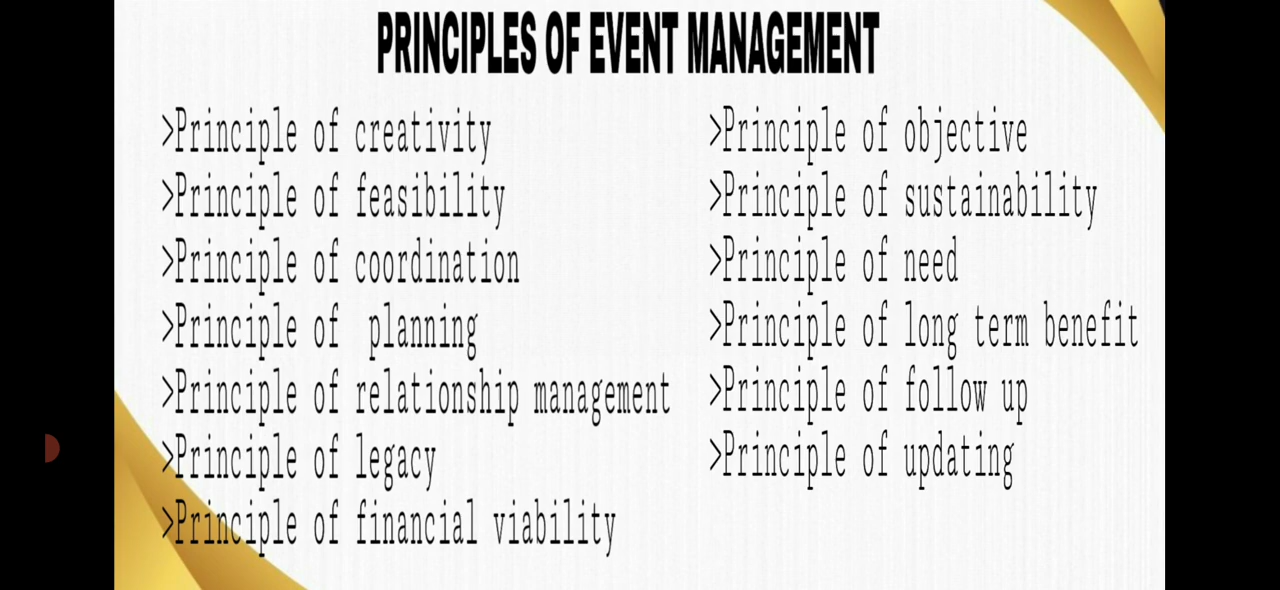 PRINCIPLES OF EVENT MANAGEMENT
>Principle of creativity
>Principle of feasibility
>Principle of coordination
>Principle of planning
>Principle of relationship management
>Principle of legacy
>Principle of financial viability
>Principle of objective
>Principle of sustainability
>Principle of need
>Principle of long term benefit
>Principle of follow up
>Principle of updating